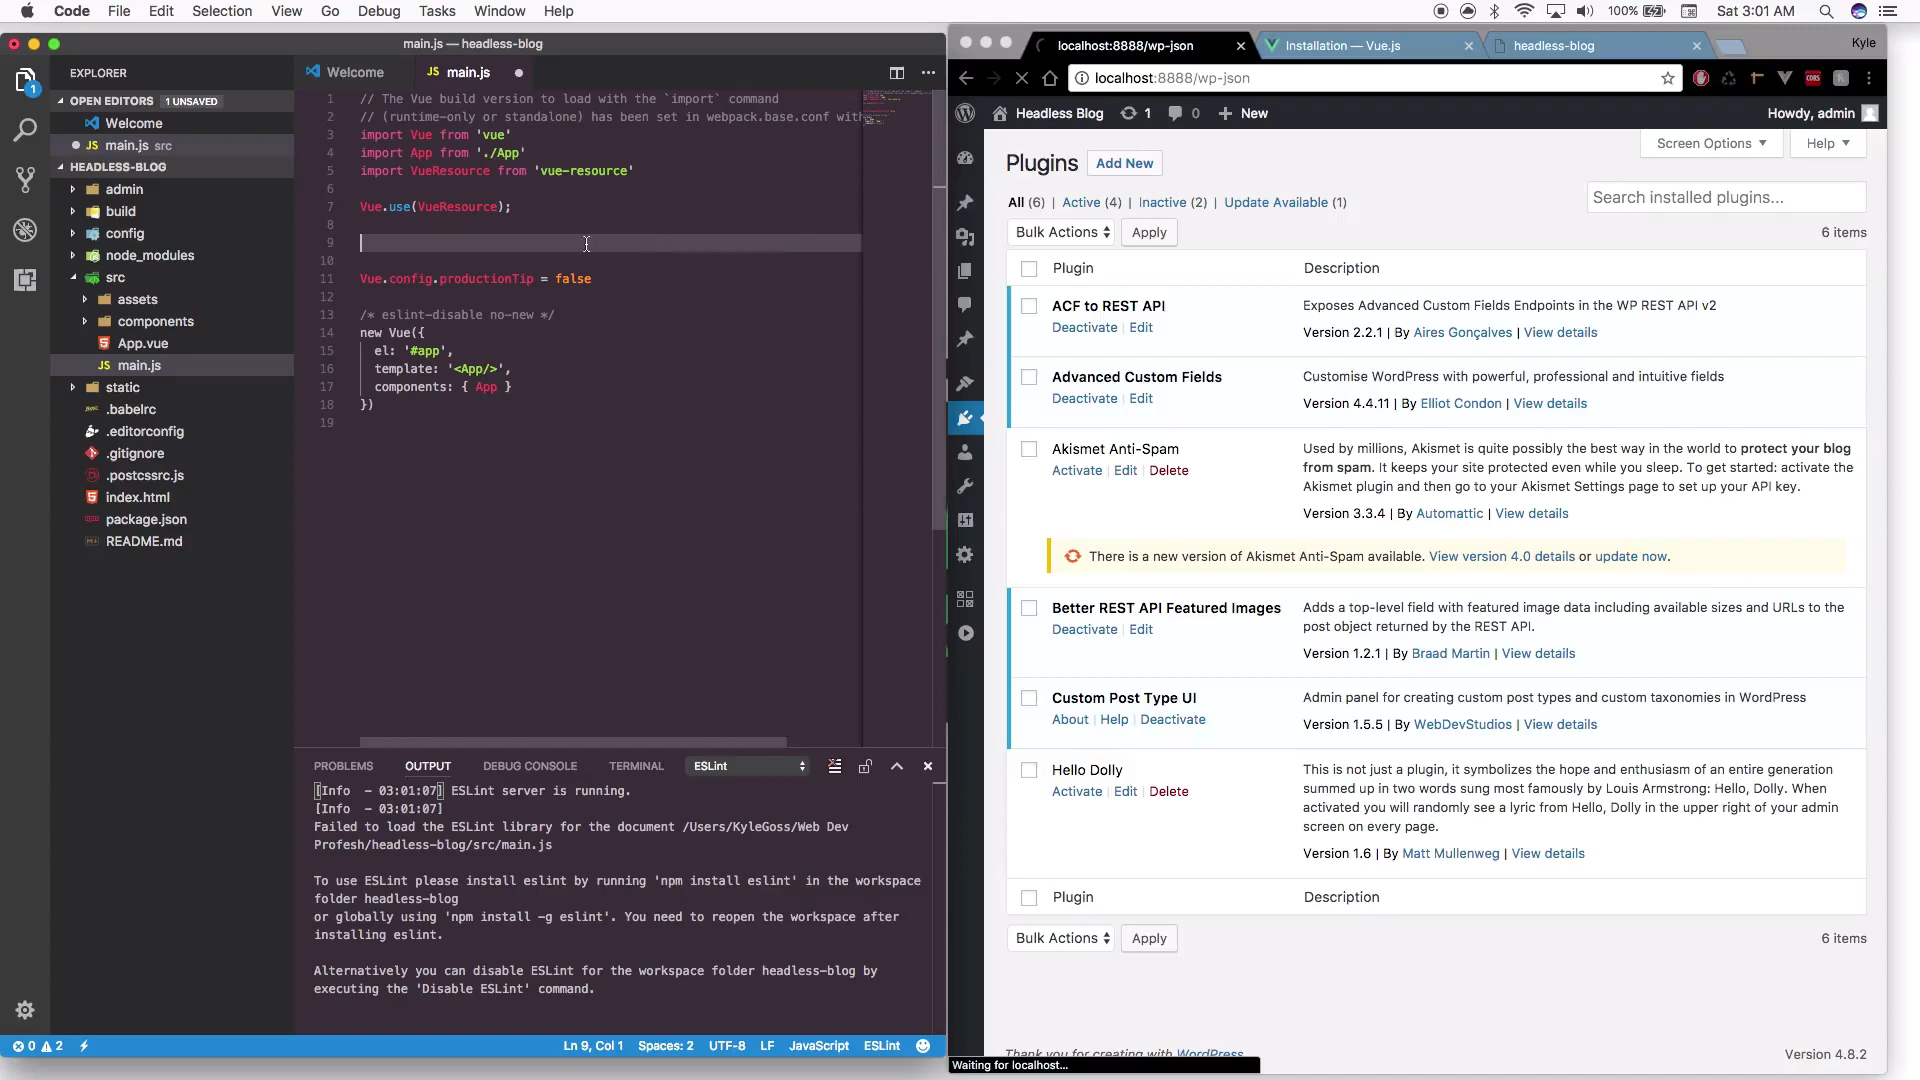 Code File Edit Selection View Go Debug Tasks Window Help
100% Sat 3:01 AM
main.js — headless-blog
EXPLORER
OPEN EDITORS 1 UNSAVED
Welcome
main.js src
HEADLESS-BLOG
admin
build
config
node_modules
src
assets
components
App.vue
JS main.js
static
.babelrc
.editorconfig
.gitignore
.postcssrc.js
index.html
package.json
README.md
Welcome JS main.js
1 // The Vue build version to load with the `import` command
2 // (runtime-only or standalone) has been set in webpack.base.conf with
3 import Vue from 'vue'
4 import App from './App'
5 import VueResource from 'vue-resource'
6
7 Vue.use(VueResource);
8
9
10
11 Vue.config.productionTip = false
12
13 /* eslint-disable no-new */
14 new Vue({
15 el: '#app',
16 template: '<App/>',
17 components: { App }
18 })
19
PROBLEMS OUTPUT DEBUG CONSOLE TERMINAL ESLint
[Info - 03:01:07] ESLint server is running.
[Info - 03:01:07]
Failed to load the ESLint library for the document /Users/KyleGoss/Web Dev
Profesh/headless-blog/src/main.js
To use ESLint please install eslint by running 'npm install eslint' in the workspace
folder headless-blog
or globally using 'npm install -g eslint'. You need to reopen the workspace after
installing eslint.
Alternatively you can disable ESLint for the workspace folder headless-blog by
executing the 'Disable ESLint' command.
0 2 Ln 9, Col 1 Spaces: 2 UTF-8 LF JavaScript ESLint
localhost:8888/wp-json Installation — Vue.js headless-blog Kyle
localhost:8888/wp-json
Headless Blog 1 0 New Howdy, admin
Screen Options Help
Plugins Add New
All (6) | Active (4) | Inactive (2) | Update Available (1)
Search installed plugins...
Bulk Actions Apply 6 items
Plugin Description
ACF to REST API
Deactivate | Edit
Exposes Advanced Custom Fields Endpoints in the WP REST API v2
Version 2.2.1 | By Aires Gonçalves | View details
Advanced Custom Fields
Deactivate | Edit
Customise WordPress with powerful, professional and intuitive fields
Version 4.4.11 | By Elliot Condon | View details
Akismet Anti-Spam
Activate | Edit | Delete
Used by millions, Akismet is quite possibly the best way in the world to protect your blog
from spam. It keeps your site protected even while you sleep. To get started: activate the
Akismet plugin and then go to your Akismet Settings page to set up your API key.
Version 3.3.4 | By Automattic | View details
There is a new version of Akismet Anti-Spam available. View version 4.0 details or update now.
Better REST API Featured Images
Deactivate | Edit
Adds a top-level field with featured image data including available sizes and URLs to the
post object returned by the REST API.
Version 1.2.1 | By Braad Martin | View details
Custom Post Type UI
About | Help | Deactivate
Admin panel for creating custom post types and custom taxonomies in WordPress
Version 1.5.5 | By WebDevStudios | View details
Hello Dolly
Activate | Edit | Delete
This is not just a plugin, it symbolizes the hope and enthusiasm of an entire generation
summed up in two words sung most famously by Louis Armstrong: Hello, Dolly. When
activated you will randomly see a lyric from Hello, Dolly in the upper right of your admin
screen on every page.
Version 1.6 | By Matt Mullenweg | View details
Plugin Description
Bulk Actions Apply 6 items
Thank you for creating with WordPress
Version 4.8.2
Waiting for localhost...